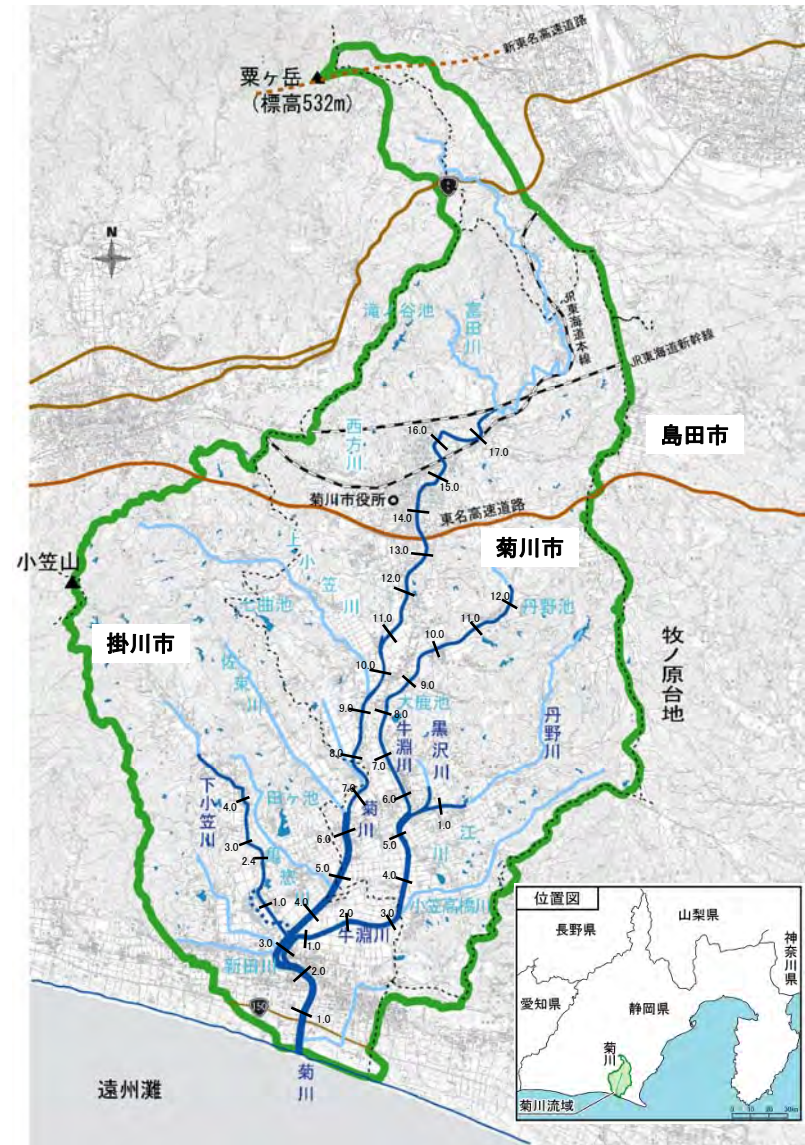 新東名高速道路
粟ヶ岳
(標高532m)
1
N
JR東海道本線
滝ノ谷池
富田川
JR東海道新幹線
西方川
16.0
17.0
島田市
15.0
菊川市役所
14.0
東名高速道路
13.0
菊川市
小笠山
上小笠川
12.0
12.0
丹野池
七曲池
11.0
11.0
掛川市
10.0
牧ノ原台地
佐束川
10.0
9.0
大鹿池
9.0
8.0
牛淵川
黒沢川
丹野川
8.0
7.0
下小笠川
7.0
菊川
6.0
4.0
田ヶ池
1.0
6.0
5.0
3.0
江川
2.4
5.0
4.0
小笠高橋川
1.0
4.0
2.0
3.0
牛淵川
3.0
1.0
新田川
2.0
150
1.0
菊川
遠州灘
位置図
長野県
山梨県
神奈川県
愛知県
静岡県
菊川
菊川流域
0 10 20 30km